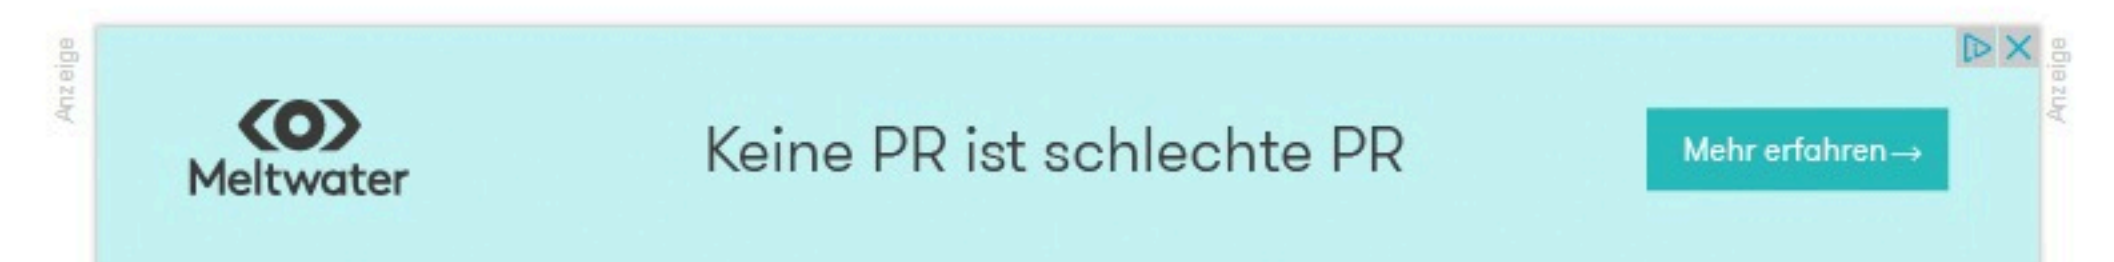 Anzeige
Meltwater
Keine PR ist schlechte PR
Mehr erfahren→
Anzeige